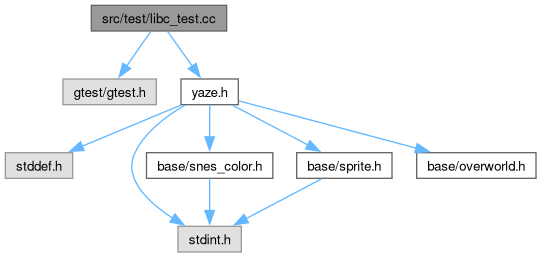 src/test/libc_test.cc
gtest/gtest.h
yaze.h
stddef.h
base/snes_color.h
base/sprite.h
base/overworld.h
stdint.h